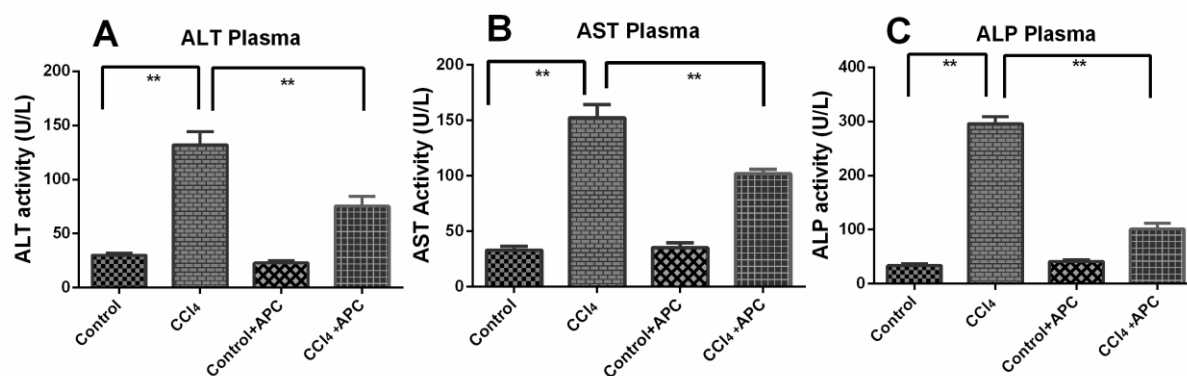 A
ALT Plasma
ALT activity (U/L)
200
150
100
50
0
**
**
Control
CCl₄
Control+APC
CCl₄+APC
B
AST Plasma
AST Activity (U/L)
200
150
100
50
0
**
**
Control
CCl₄
Control+APC
CCl₄+APC
C
ALP Plasma
ALP activity (U/L)
400
300
200
100
0
**
**
Control
CCl₄
Control+APC
CCl₄+APC